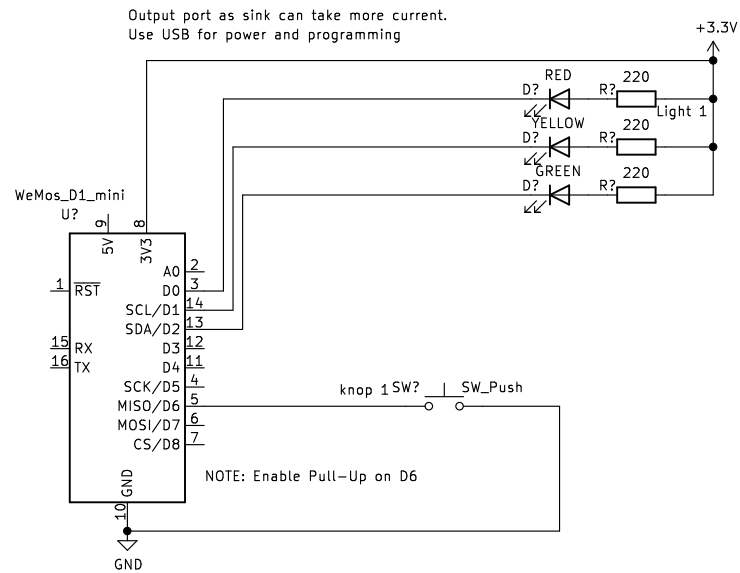 Output port as sink can take more current.
Use USB for power and programming
+3.3V
RED
220
D?
R?
Light 1
YELLOW
220
D?
R?
GREEN
220
D?
R?
WeMos_D1_mini
U?
9
8
5V
3V3
A0 2
1 RST
D0 3
SCL/D1 14
SDA/D2 13
15 RX
D3 12
16 TX
D4 11
SCK/D5 4
MISO/D6 5
knop 1 SW? SW_Push
MOSI/D7 6
CS/D8 7
NOTE: Enable Pull-Up on D6
GND
10
GND